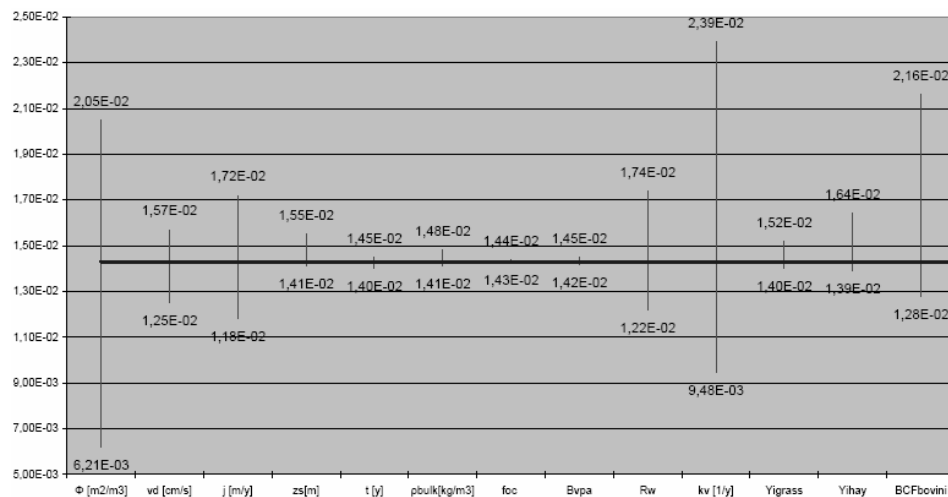 2,50E-02
2,39E-02
2,30E-02
2,16E-02
2,10E-02
2,05E-02
1,90E-02
1,74E-02
1,72E-02
1,70E-02
1,64E-02
1,57E-02
1,55E-02
1,52E-02
1,50E-02
1,45E-02
1,48E-02
1,44E-02
1,45E-02
1,41E-02
1,40E-02
1,41E-02
1,43E-02
1,42E-02
1,40E-02
1,39E-02
1,30E-02
1,25E-02
1,18E-02
1,22E-02
1,28E-02
1,10E-02
9,00E-03
9,48E-03
7,00E-03
5,00E-03
6,21E-03
Φ [m2/m3] vd [cm/s] j [m/y] zs[m] t [y] ρbulk[kg/m3] foc Bvpa Rw kv [1/y] Yigrass Yihay BCFbovini